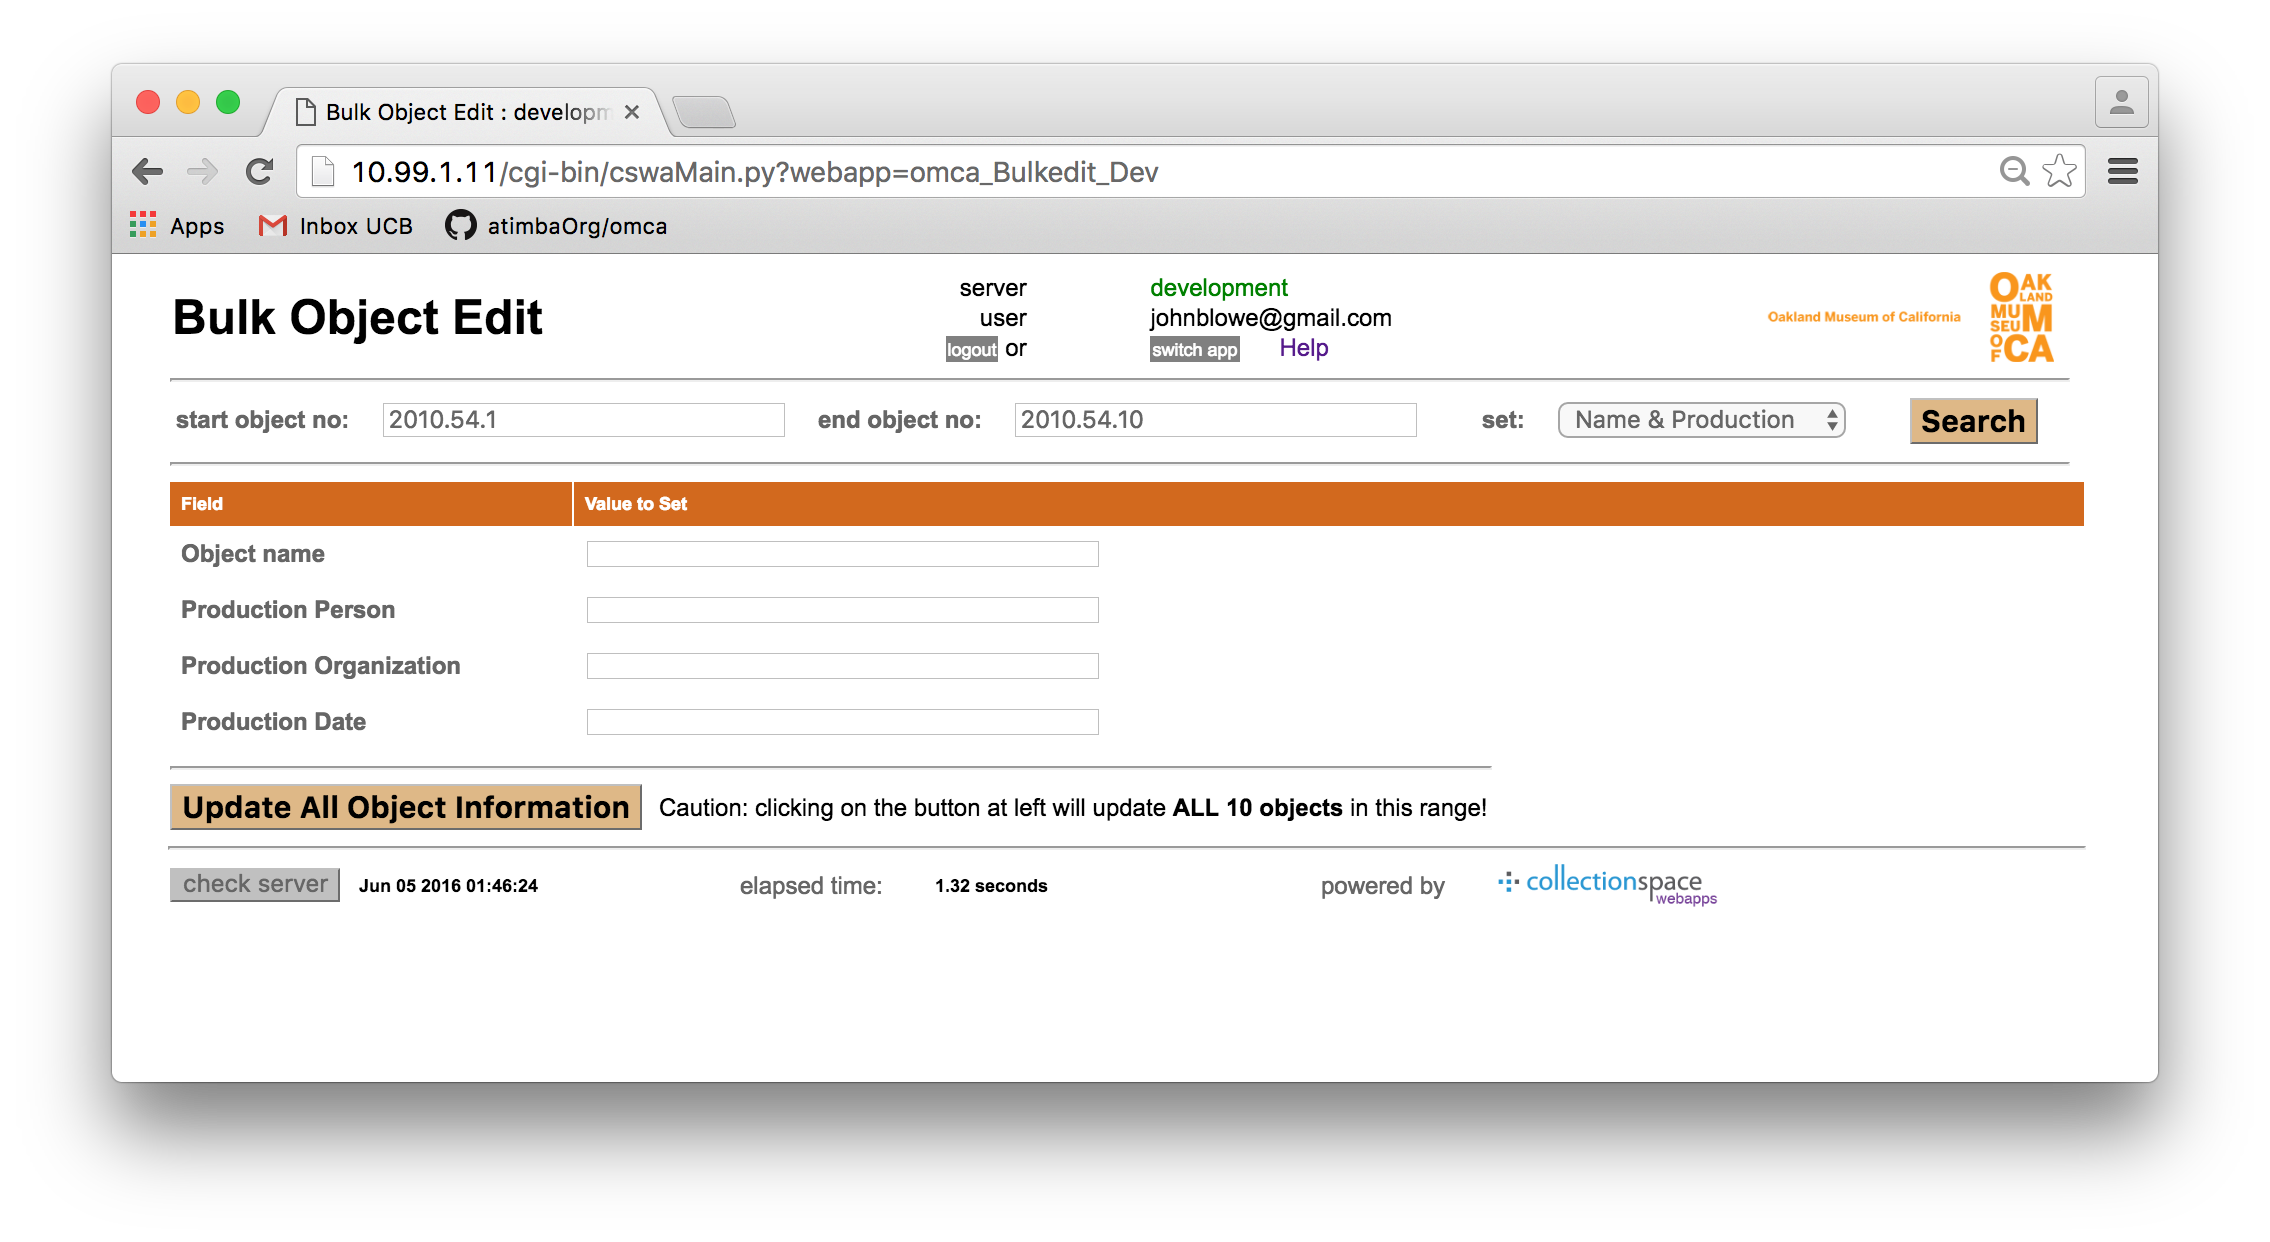 Bulk Object Edit : developm
10.99.1.11/cgi-bin/cswaMain.py?webapp=omca_Bulkedit_Dev
Apps Inbox UCB atimbaOrg/omca
Bulk Object Edit
server development
user johnblowe@gmail.com
logout or switch app Help
Oakland Museum of California
OAK
LAND
MU
SEUM
OF CA
start object no: 2010.54.1 end object no: 2010.54.10 set: Name & Production Search
Field Value to Set
Object name
Production Person
Production Organization
Production Date
Update All Object Information Caution: clicking on the button at left will update ALL 10 objects in this range!
check server Jun 05 2016 01:46:24 elapsed time: 1.32 seconds powered by collectionspace
webapps